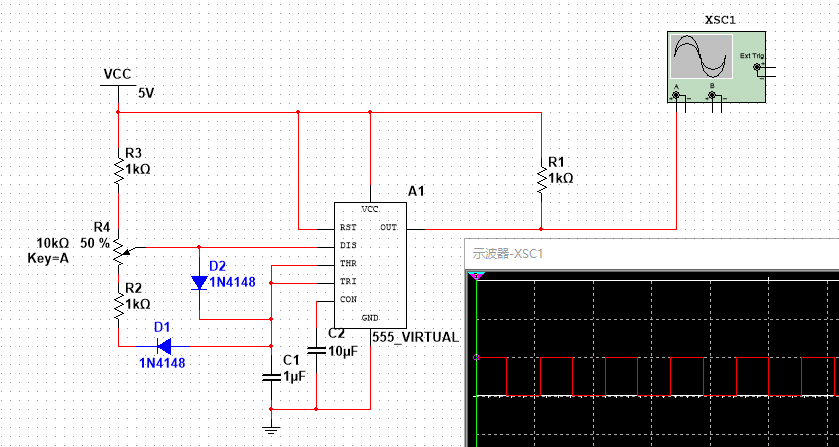 XSC1
Ext Trig
+
-
A
B
+ - + -
VCC
5V
R3
1kΩ
R1
1kΩ
A1
VCC
RST
OUT
DIS
THR
TRI
CON
GND
555_VIRTUAL
R4
10kΩ
50 %
Key=A
D2
1N4148
R2
1kΩ
D1
1N4148
C1
1µF
C2
10µF
示波器-XSC1